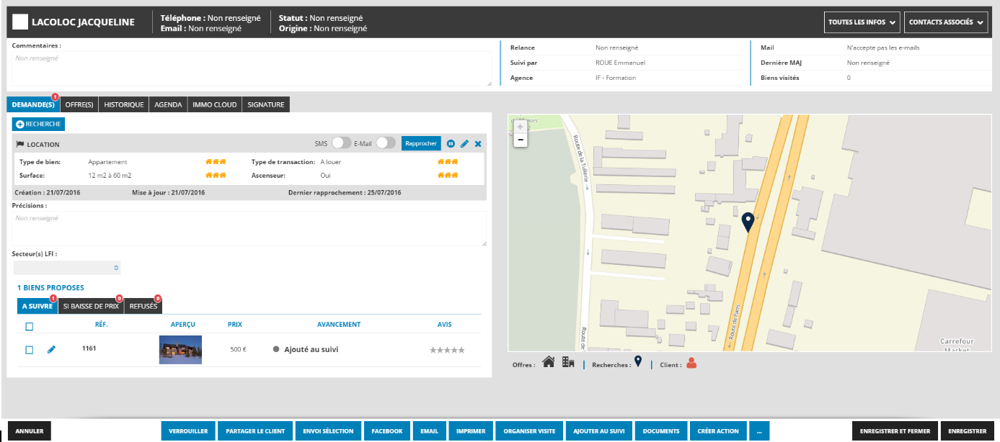 LACOLOC JACQUELINE
Téléphone : Non renseigné
Email : Non renseigné
Statut : Non renseigné
Origine : Non renseigné
TOUTES LES INFOS
CONTACTS ASSOCIÉS
Commentaires :
Non renseigné
Relance Non renseigné
Suivi par ROUE Emmanuel
Agence IF - Formation
Mail N'accepte pas les e-mails
Dernière MAJ Non renseigné
Biens visités 0
DEMANDE(S) 1 OFFRE(S) HISTORIQUE AGENDA IMMO CLOUD SIGNATURE
RECHERCHE
LOCATION SMS E-Mail Rapprocher
Type de bien: Appartement Type de transaction: A louer
Surface: 12 m2 à 60 m2 Ascenseur: Oui
Création : 21/07/2016 Mise à jour : 21/07/2016 Dernier rapprochement : 25/07/2016
Précisions :
Non renseigné
Secteur(s) LFI :
1 BIENS PROPOSES
A SUIVRE 1 SI BAISSE DE PRIX 0 REFUSÉS 0
RÉF. APERÇU PRIX AVANCEMENT AVIS
1161 500 € Ajouté au suivi
+
−
Route de la Tuilerie
Route de Paris
Carrefour
Market
Offres : Recherches : Client :
ANNULER VERROUILLER PARTAGER LE CLIENT ENVOI SÉLECTION FACEBOOK EMAIL IMPRIMER ORGANISER VISITE AJOUTER AU SUIVI DOCUMENTS CRÉER ACTION ... ENREGISTRER ET FERMER ENREGISTRER